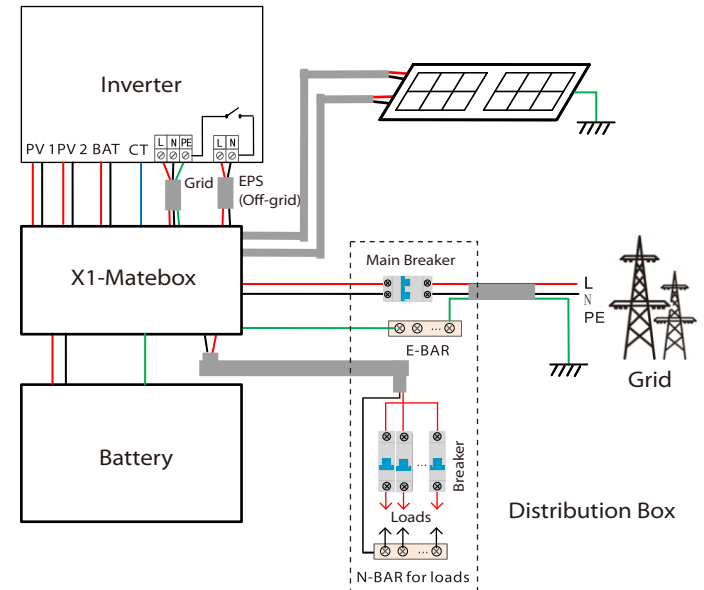 Inverter
L N PE
L N
PV 1 PV 2 BAT CT
Grid
EPS
(Off-grid)
X1-Matebox
Main Breaker
L
N
PE
E-BAR
Grid
Battery
...
Breaker
Loads
Distribution Box
N-BAR for loads